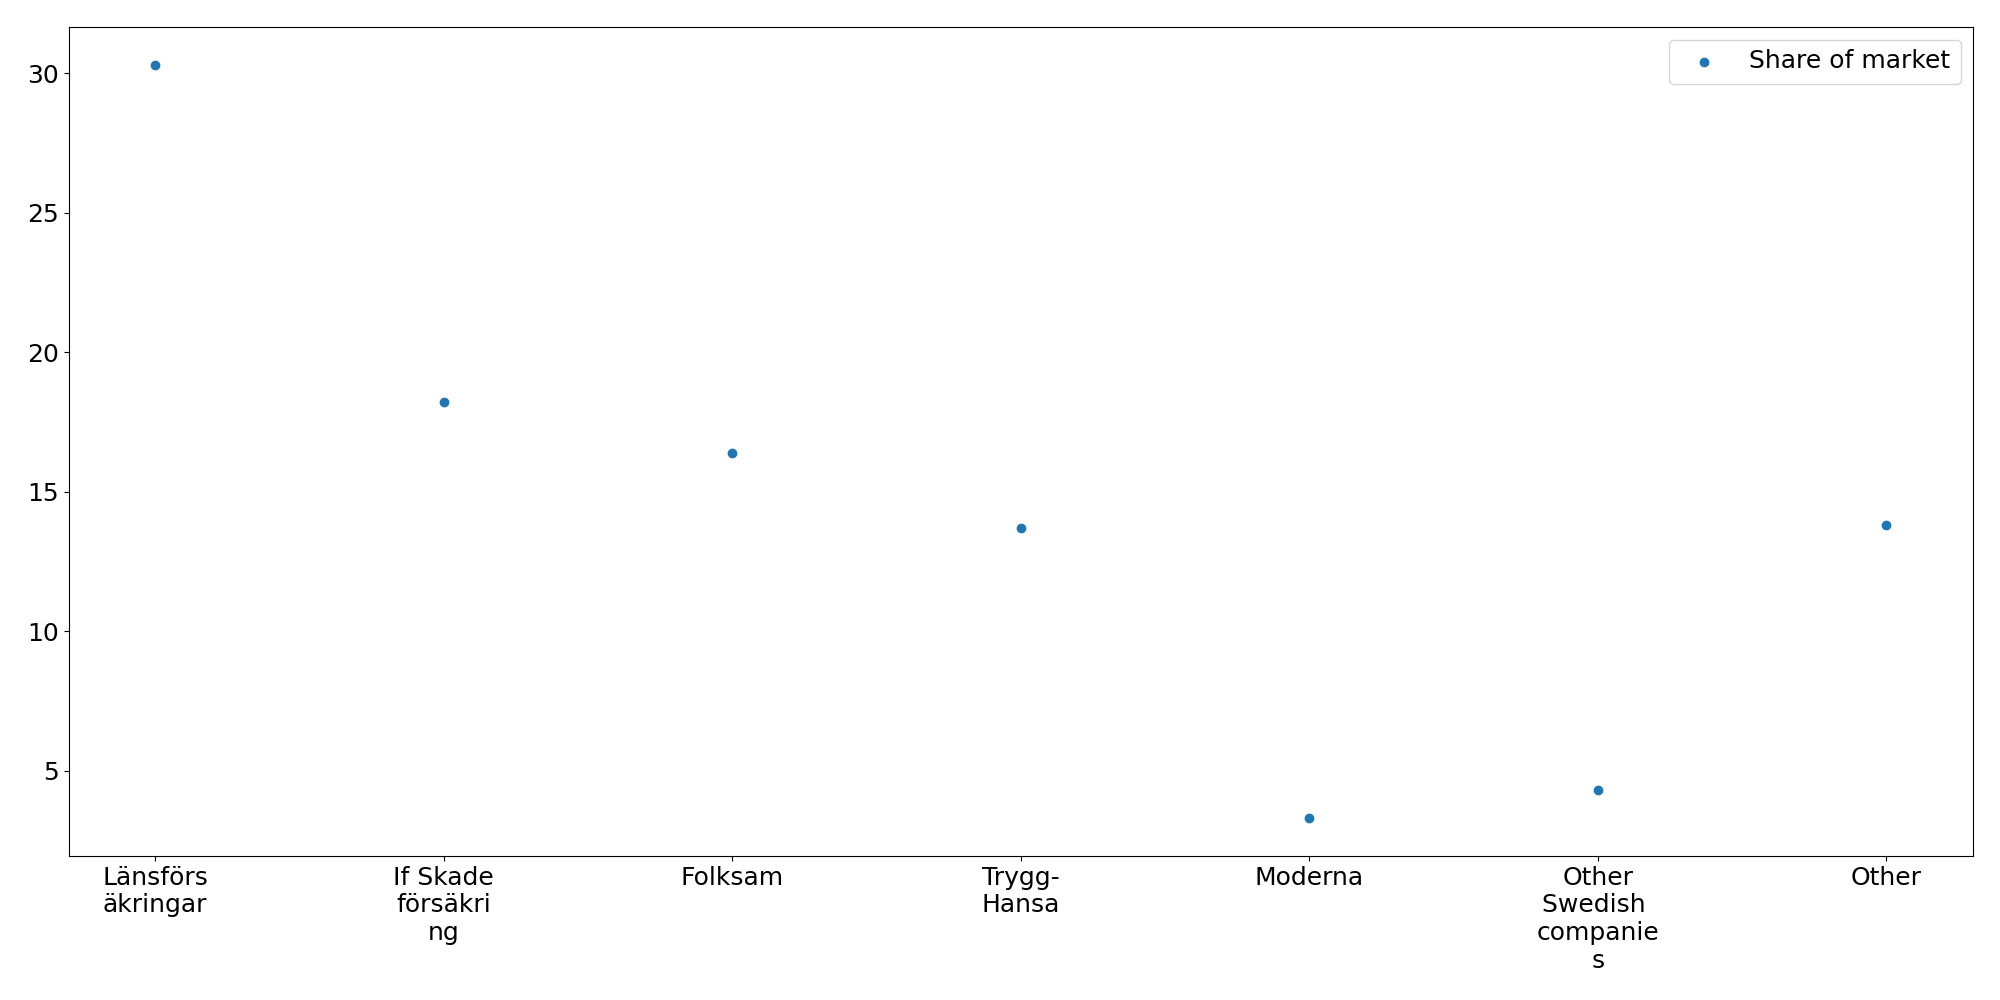 Share of market
30
25
20
15
10
5
Länsförs
äkringar
If Skade
försäkri
ng
Folksam
Trygg-
Hansa
Moderna
Other
Swedish
companie
s
Other